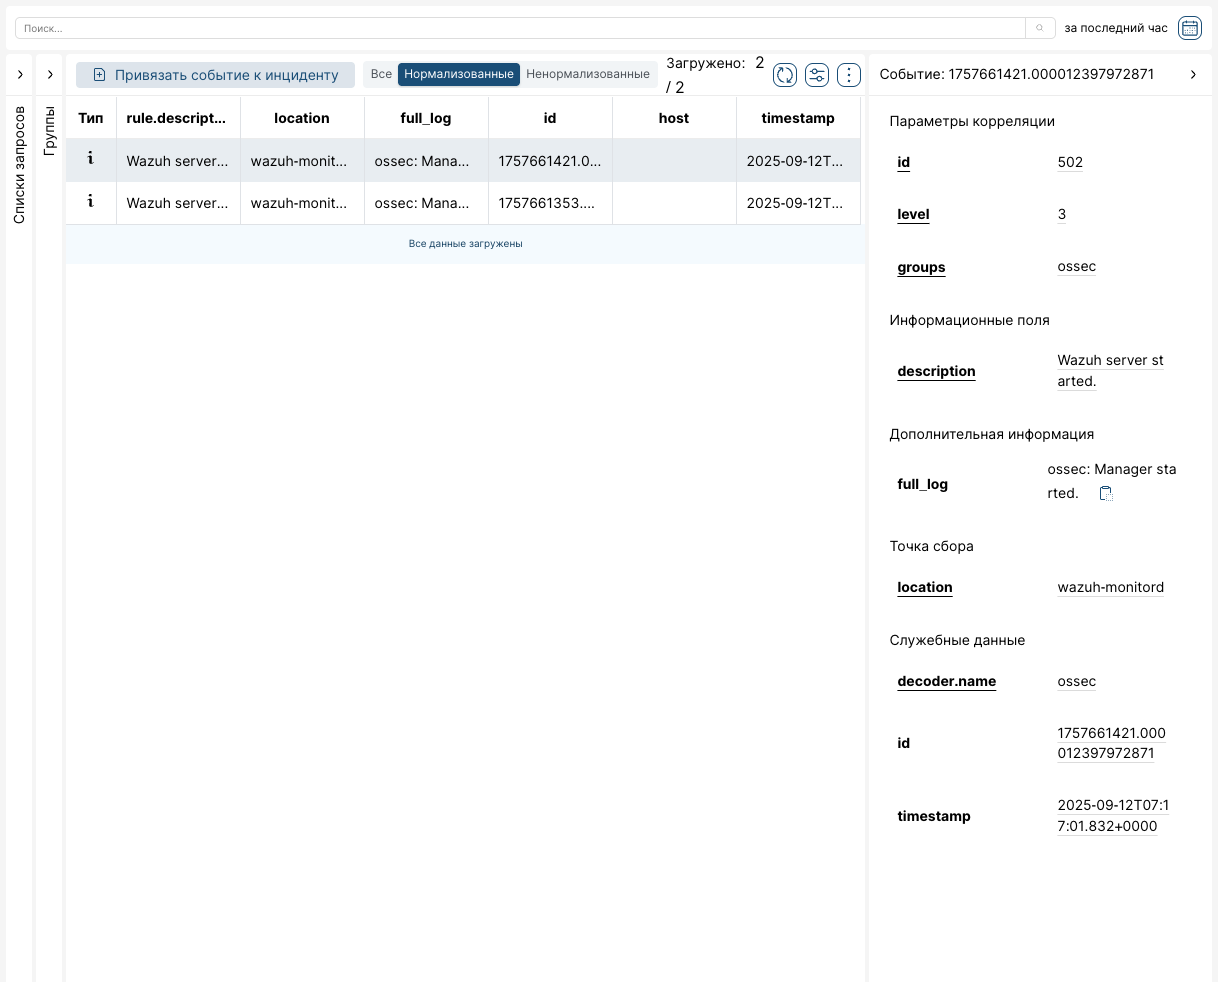 Поиск...
за последний час
Списки запросов
Группы
Привязать событие к инциденту
Все Нормализованные Ненормализованные
Загружено: 2
/ 2
Тип rule.descript... location full_log id host timestamp
Wazuh server... wazuh-monit... ossec: Mana... 1757661421.0... 2025-09-12T...
Wazuh server... wazuh-monit... ossec: Mana... 1757661353.... 2025-09-12T...
Все данные загружены
Событие: 1757661421.000012397972871
Параметры корреляции
id 502
level 3
groups ossec
Информационные поля
description Wazuh server st
arted.
Дополнительная информация
full_log ossec: Manager sta
rted.
Точка сбора
location wazuh-monitord
Служебные данные
decoder.name ossec
id 1757661421.000
012397972871
timestamp 2025-09-12T07:1
7:01.832+0000